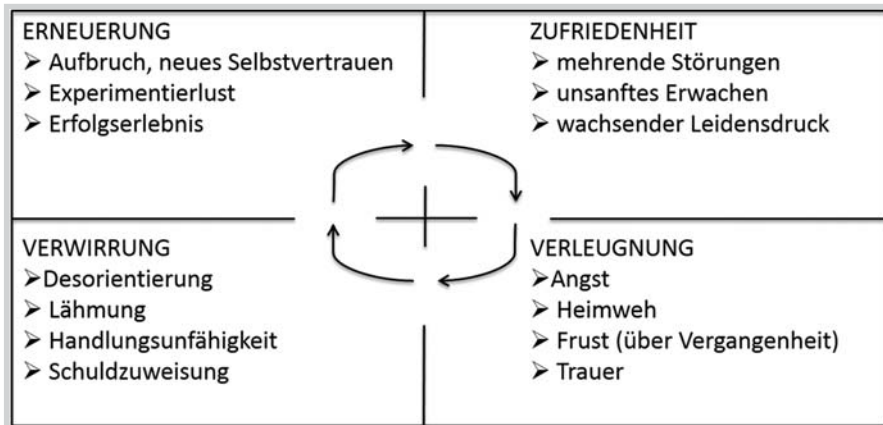 ERNEUERUNG
➢ Aufbruch, neues Selbstvertrauen
➢ Experimentierlust
➢ Erfolgserlebnis
ZUFRIEDENHEIT
➢ mehrende Störungen
➢ unsanftes Erwachen
➢ wachsender Leidensdruck
VERWIRRUNG
➢Desorientierung
➢ Lähmung
➢ Handlungsunfähigkeit
➢ Schuldzuweisung
VERLEUGNUNG
➢Angst
➢ Heimweh
➢ Frust (über Vergangenheit)
➢ Trauer